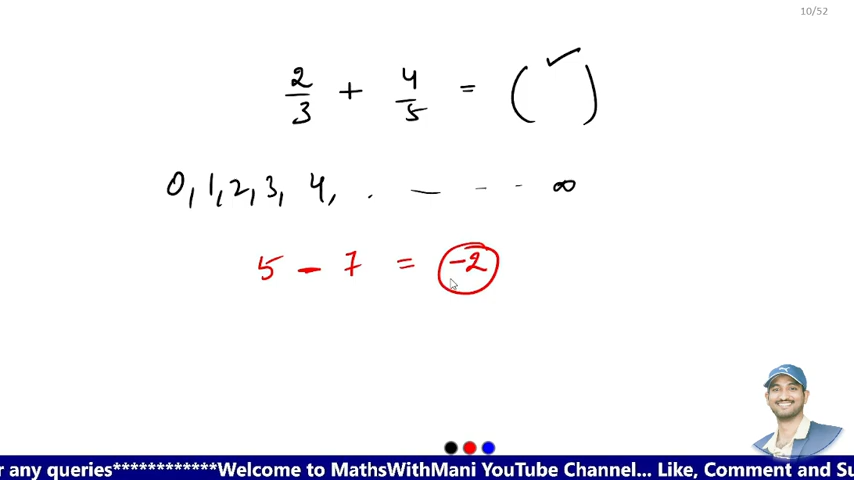 10/52
2/3 + 4/5 = ( ✓ )
0, 1, 2, 3, 4, . — - - ∞
5 - 7 = -2
r any queries************Welcome to MathsWithMani YouTube Channel... Like, Comment and Su